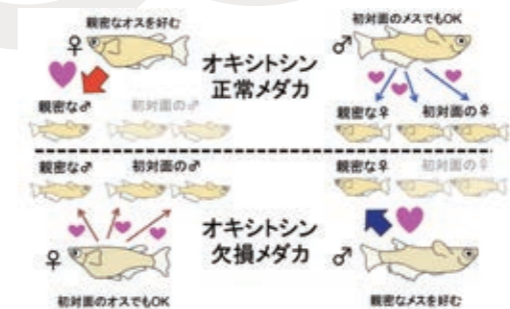 親密なオスを好む
♀
親密な♂ 初対面の♂
オキシトシン
正常メダカ
初対面のメスでもOK
♂
親密な♀ 初対面の♀
親密な♂ 初対面の♂
♀
初対面のオスでもOK
オキシトシン
欠損メダカ
親密な♀ 初対面の♀
♂
親密なメスを好む